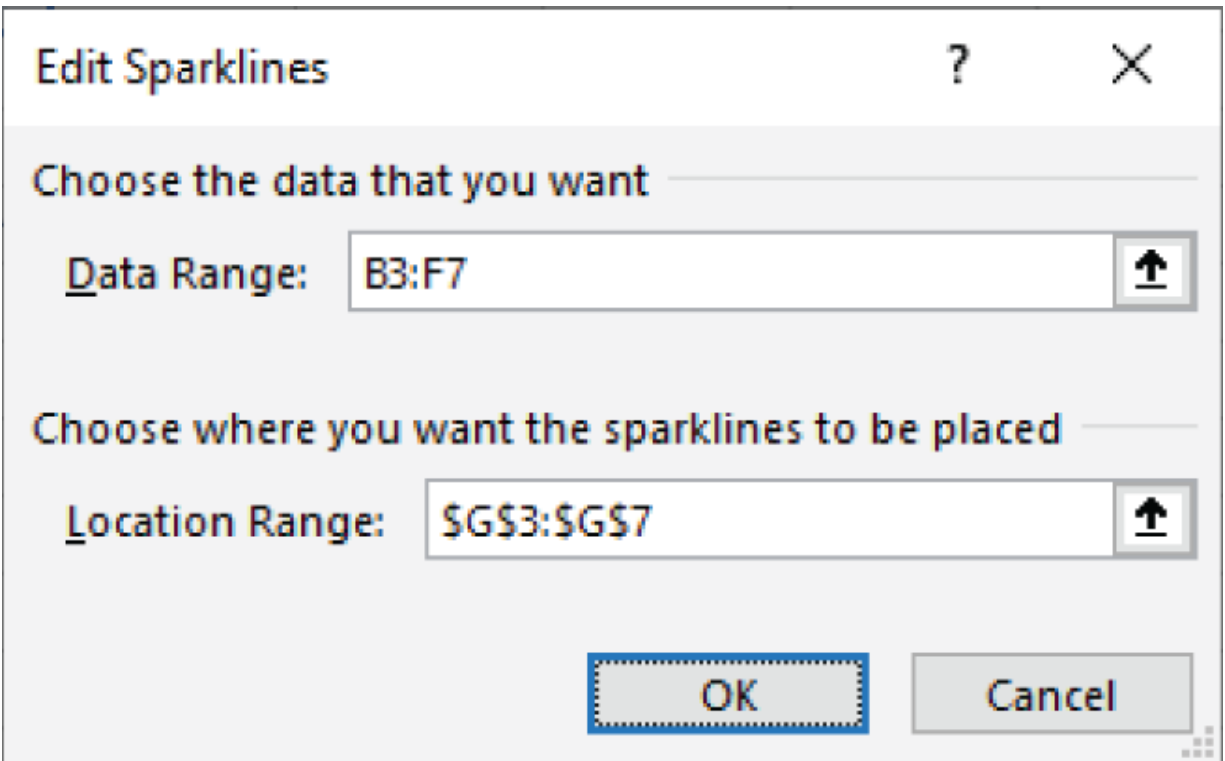 Edit Sparklines ?
Choose the data that you want
Data Range: B3:F7
Choose where you want the sparklines to be placed
Location Range: $G$3:$G$7
OK Cancel